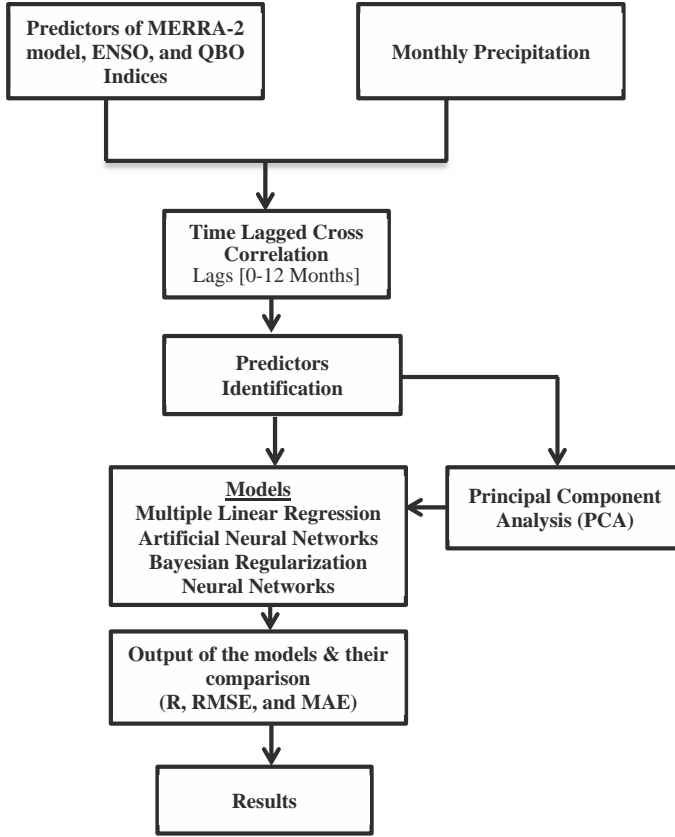 Predictors of MERRA-2
model, ENSO, and QBO
Indices
Monthly Precipitation
Time Lagged Cross
Correlation
Lags [0-12 Months]
Predictors
Identification
Models
Multiple Linear Regression
Artificial Neural Networks
Bayesian Regularization
Neural Networks
Principal Component
Analysis (PCA)
Output of the models & their
comparison
(R, RMSE, and MAE)
Results